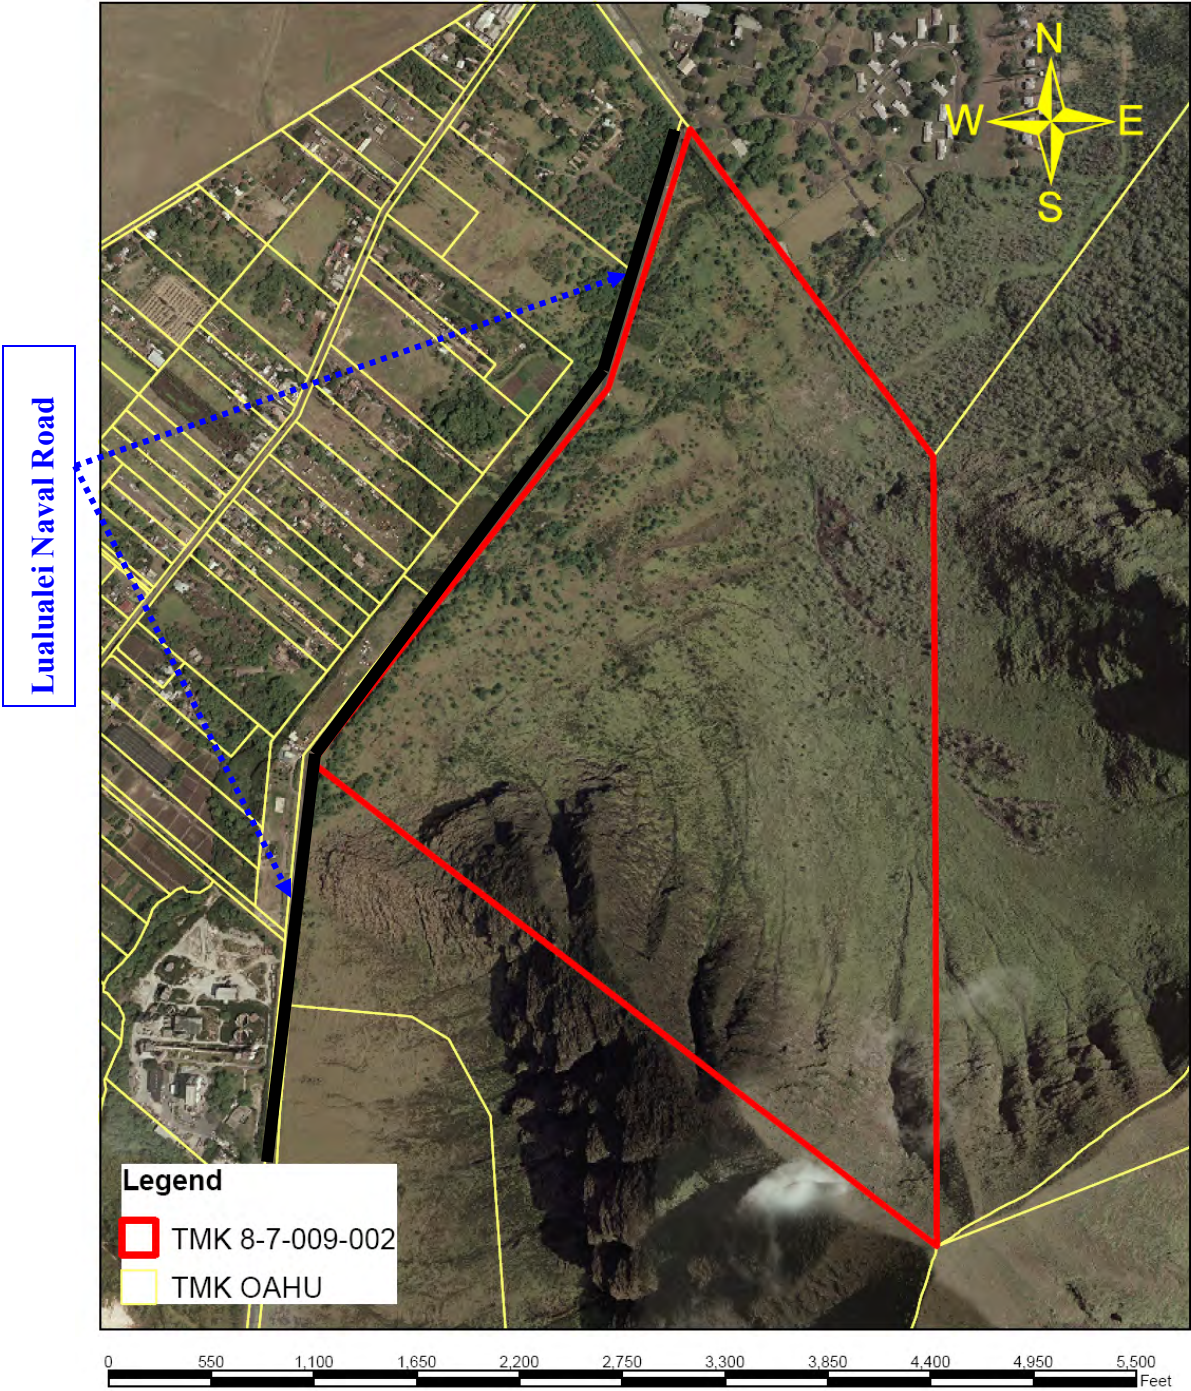 N
W E
S
Lualualei Naval Road
Legend
TMK 8-7-009-002
TMK OAHU
0 550 1,100 1,650 2,200 2,750 3,300 3,850 4,400 4,950 5,500
Feet